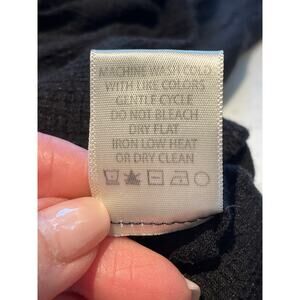 MACHINE WASH COLD
WITH LIKE COLORS
GENTLE CYCLE
DO NOT BLEACH
DRY FLAT
IRON LOW HEAT
OR DRY CLEAN